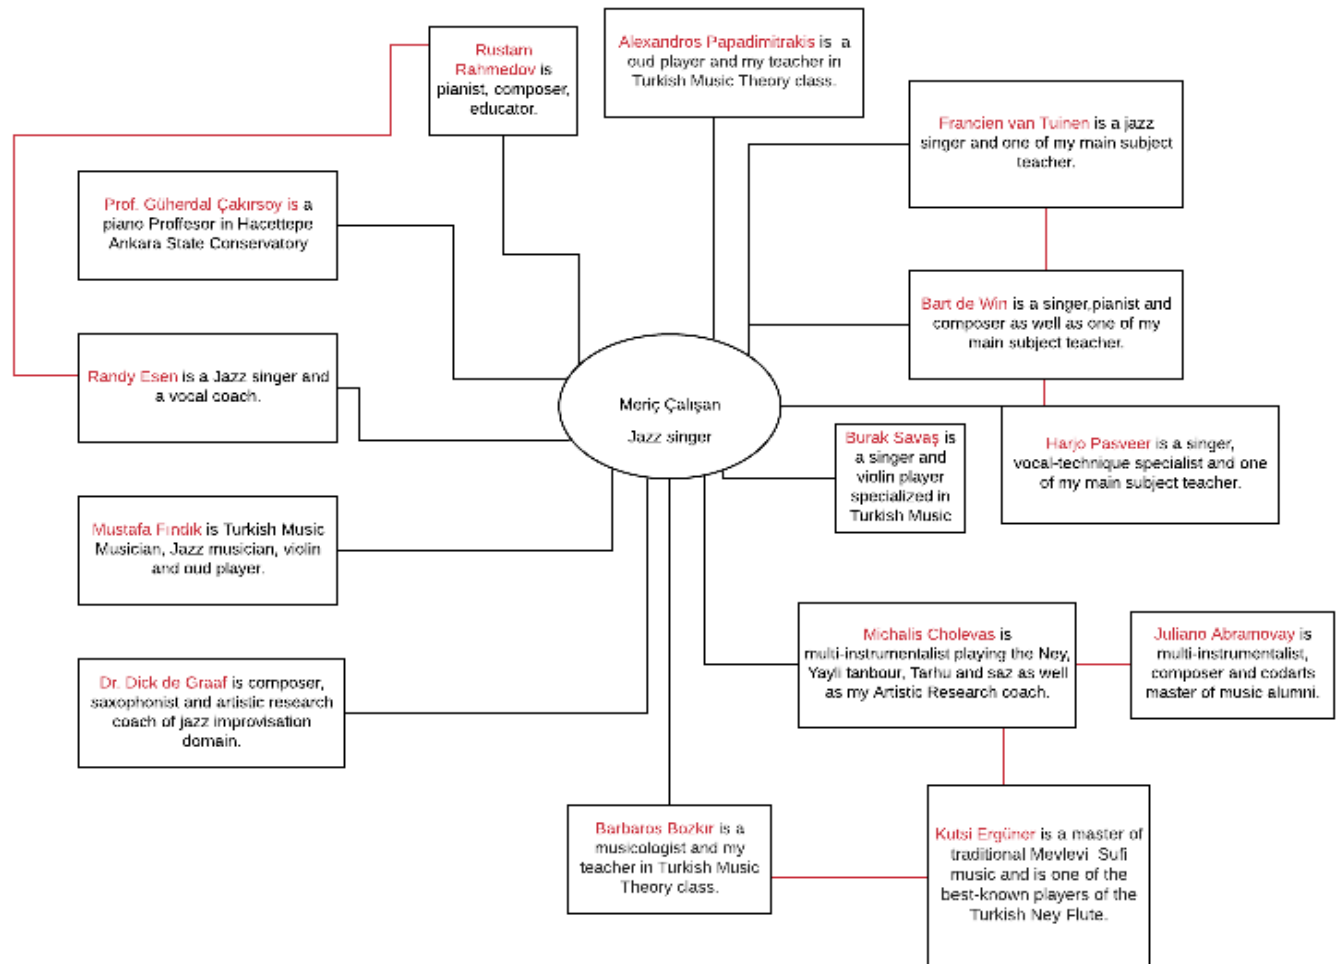 Rustam
Rahmedov is
pianist, composer,
educator.
Alexandros Papadimitrakis is a
oud player and my teacher in
Turkish Music Theory class.
Francien van Tuinen is a jazz
singer and one of my main subject
teacher.
Prof. Güherdal Çakırsoy is a
piano Proffesor in Hacettepe
Ankara State Conservatory
Bart de Win is a singer,pianist and
composer as well as one of my
main subject teacher.
Randy Esen is a Jazz singer and
a vocal coach.
Meriç Çalışan
Jazz singer
Burak Savaş is
a singer and
violin player
specialized in
Turkish Music
Harjo Pasveer is a singer,
vocal-technique specialist and one
of my main subject teacher.
Mustafa Fındık is Turkish Music
Musician, Jazz musician, violin
and oud player.
Michalis Cholevas is
multi-instrumentalist playing the Ney,
Yayli tanbour, Tarhu and saz as well
as my Artistic Research coach.
Juliano Abramovay is
multi-instrumentalist,
composer and codarts
master of music alumni.
Dr. Dick de Graaf is composer,
saxophonist and artistic research
coach of jazz improvisation
domain.
Barbaros Bozkır is a
musicologist and my
teacher in Turkish Music
Theory class.
Kutsi Ergüner is a master of
traditional Mevlevi Sufi
music and is one of the
best-known players of the
Turkish Ney Flute.